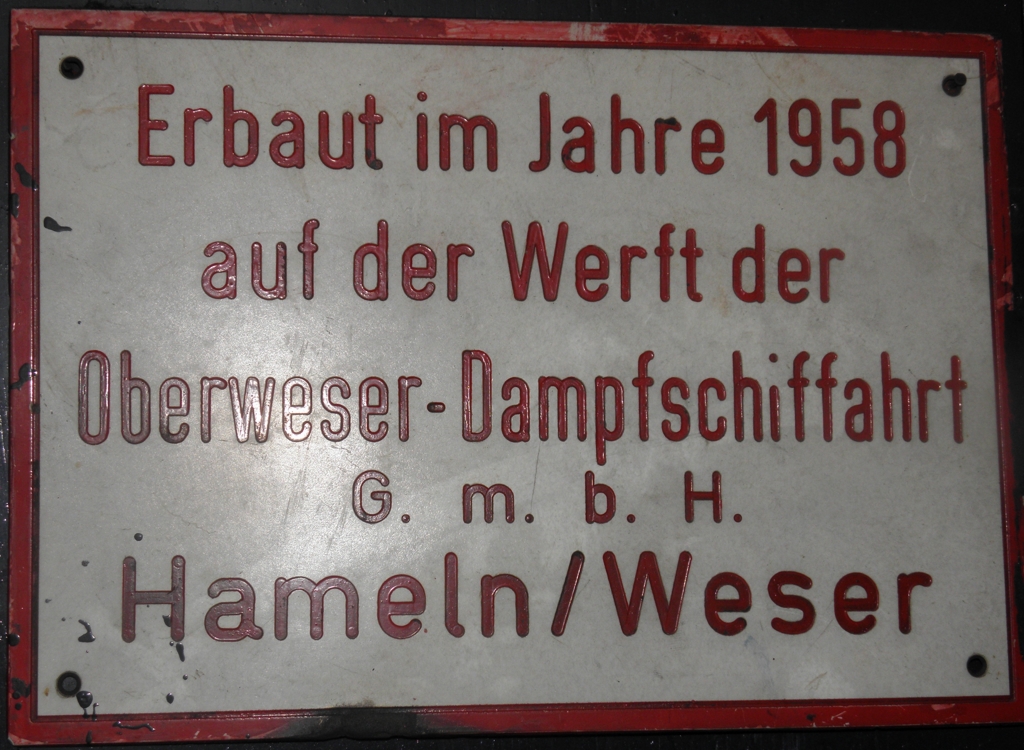 Erbaut im Jahre 1958
auf der Werft der
Oberweser-Dampfschiffahrt
G. m. b. H.
Hameln/Weser